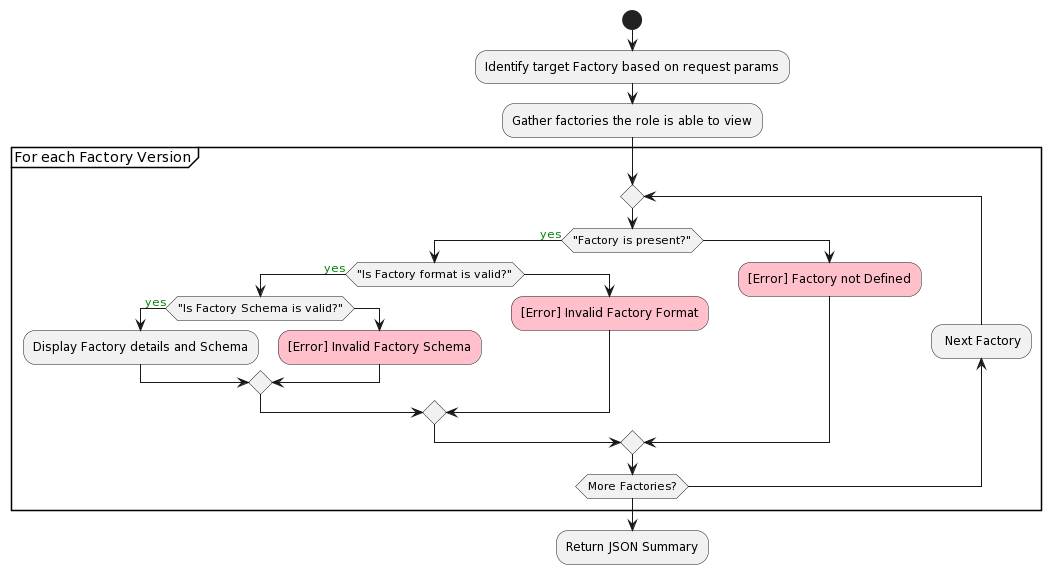 Identify target Factory based on request params
Gather factories the role is able to view
For each Factory Version
yes
"Factory is present?"
yes
"Is Factory format is valid?"
[Error] Factory not Defined
yes
"Is Factory Schema is valid?"
[Error] Invalid Factory Format
Display Factory details and Schema
[Error] Invalid Factory Schema
Next Factory
More Factories?
Return JSON Summary